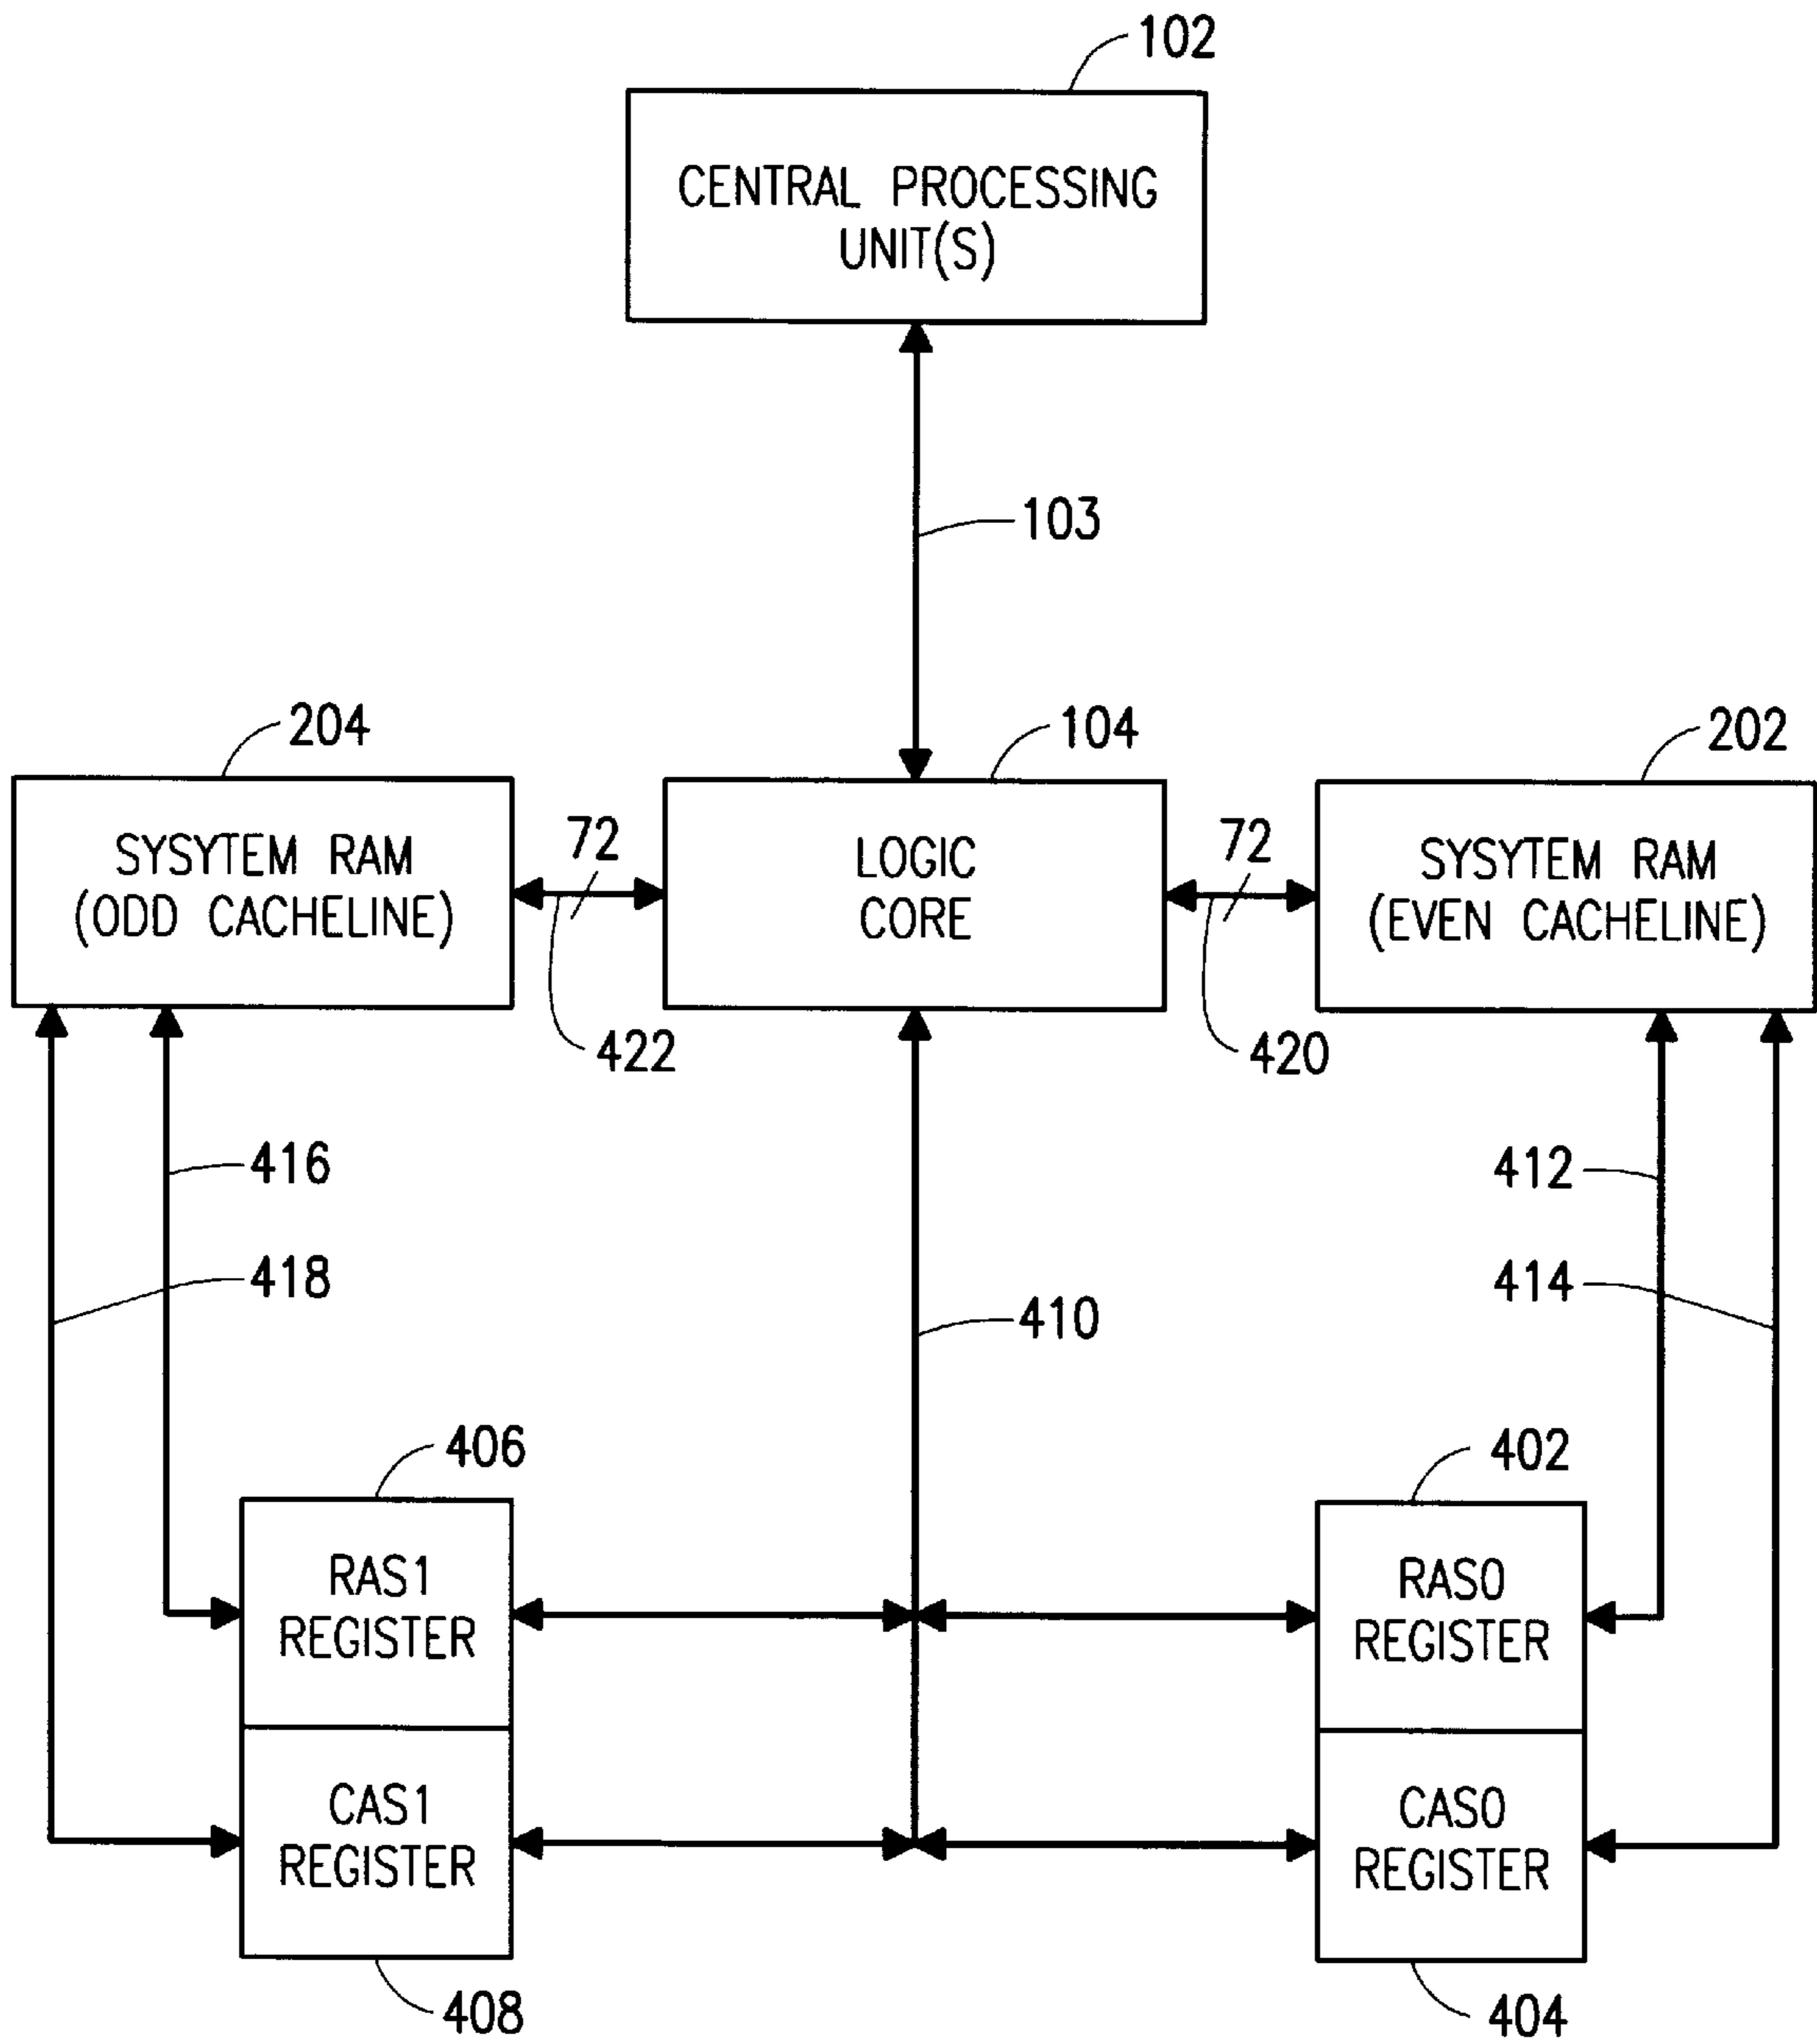 102
CENTRAL PROCESSING
UNIT(S)
103
204
104
202
SYSYTEM RAM
(ODD CACHELINE)
72
LOGIC
CORE
72
SYSYTEM RAM
(EVEN CACHELINE)
422
420
416
412
418
414
410
406
402
RAS1
REGISTER
RAS0
REGISTER
CAS1
REGISTER
CAS0
REGISTER
408
404